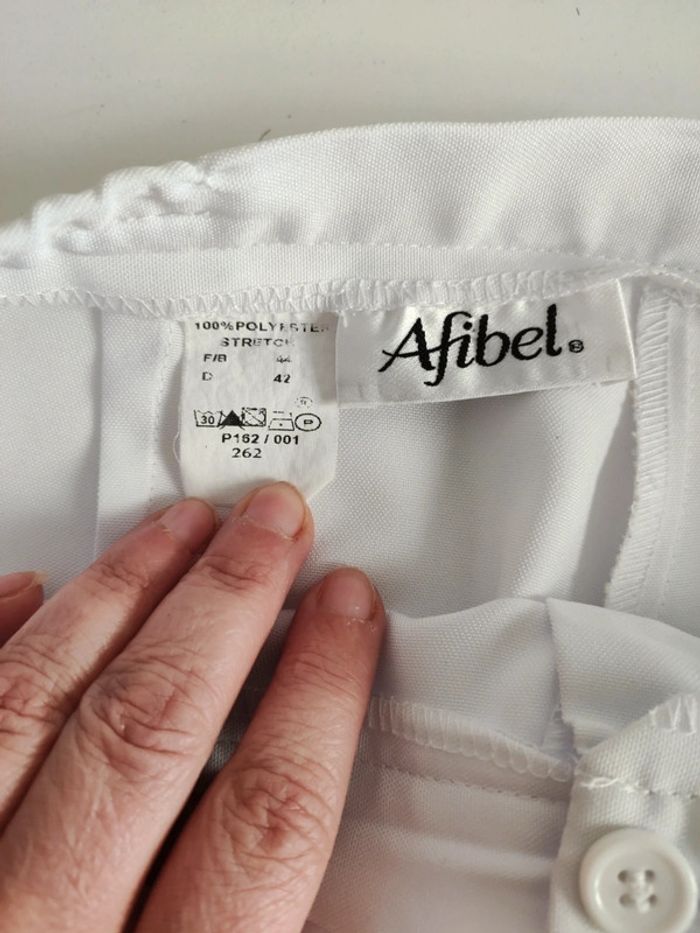 100% POLYESTER
STRETCH
F/B 44
D 42
30 P
P162 / 001
262
Afibel